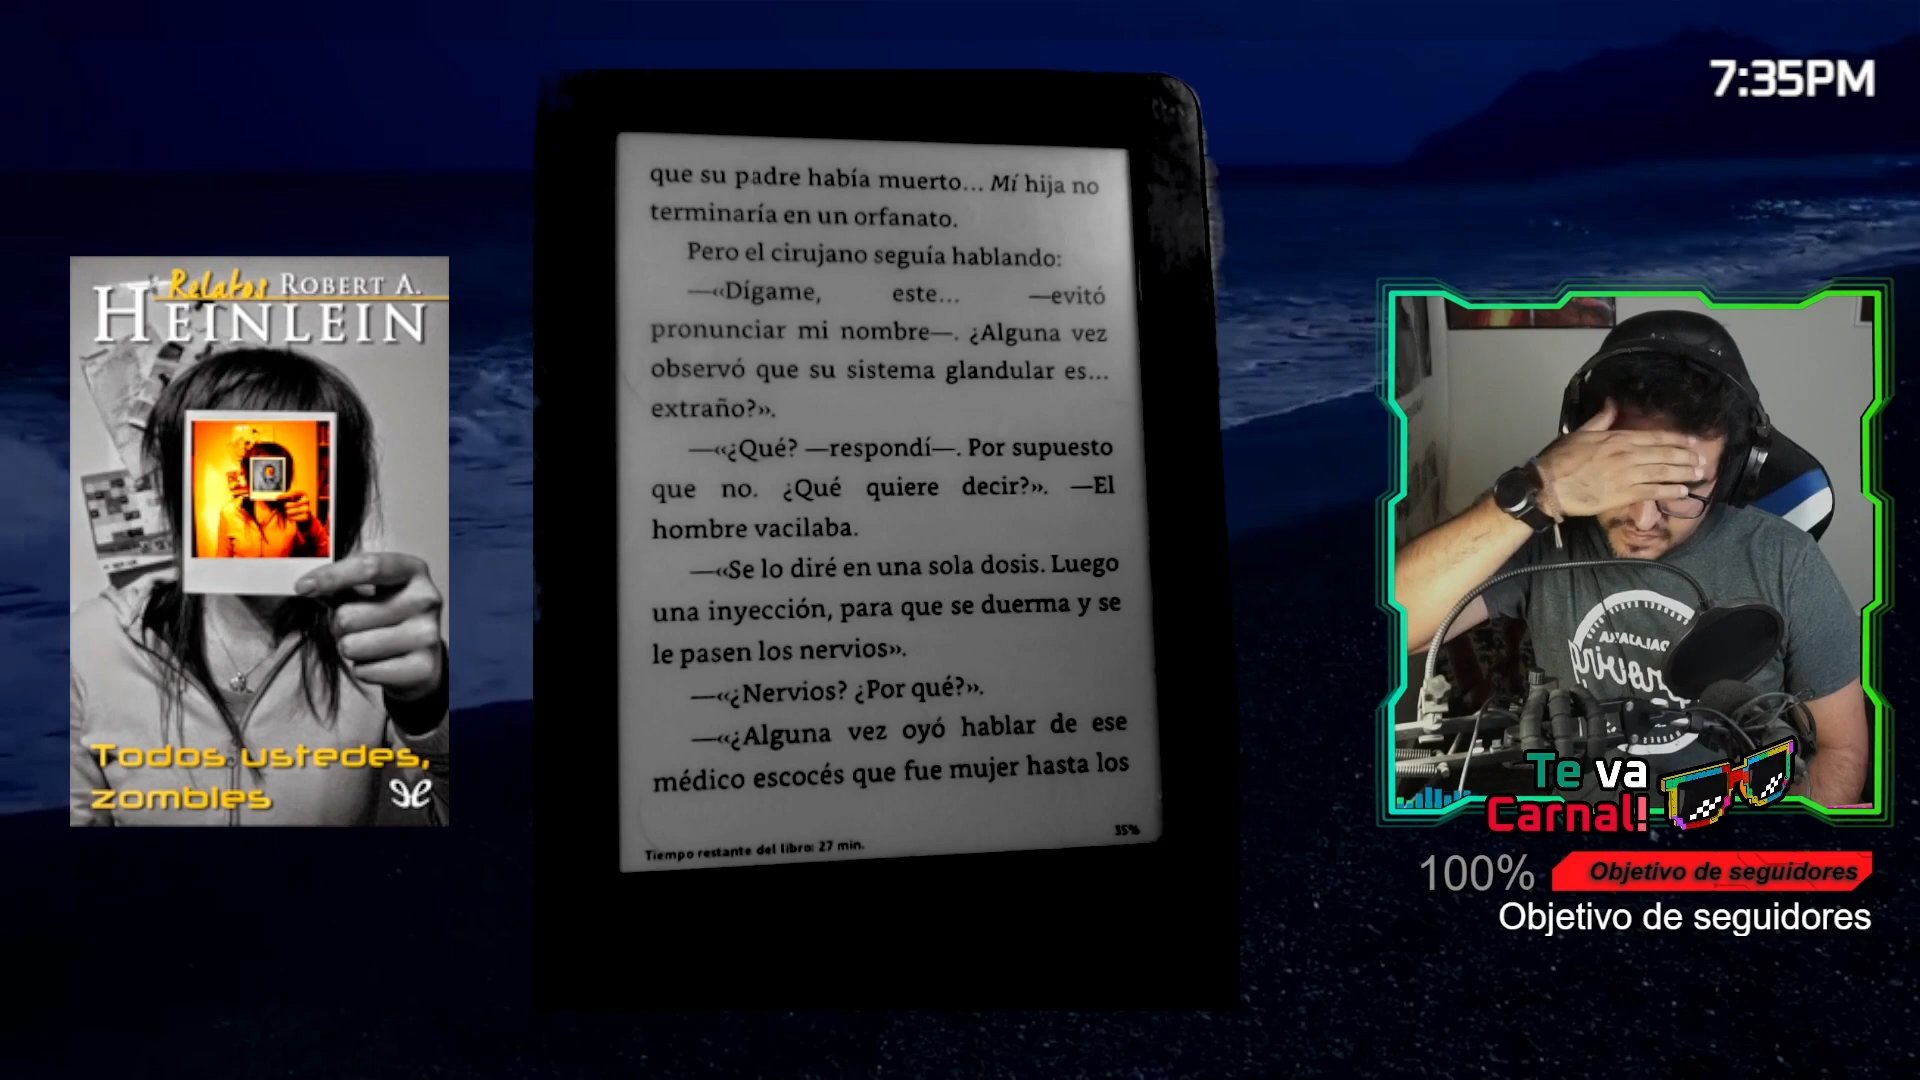 7:35PM
Relatos ROBERT A.
HEINLEIN
Todos ustedes,
zombies
que su padre había muerto... Mí hija no
terminaría en un orfanato.
Pero el cirujano seguía hablando:
—«Dígame, este... —evitó
pronunciar mi nombre—. ¿Alguna vez
observó que su sistema glandular es...
extraño?».
—«¿Qué? —respondí—. Por supuesto
que no. ¿Qué quiere decir?». —El
hombre vacilaba.
—«Se lo diré en una sola dosis. Luego
una inyección, para que se duerma y se
le pasen los nervios».
—«¿Nervios? ¿Por qué?».
—«¿Alguna vez oyó hablar de ese
médico escocés que fue mujer hasta los
35%
Tiempo restante del libro: 27 min.
Te va
Carnal!
100% Objetivo de seguidores
Objetivo de seguidores